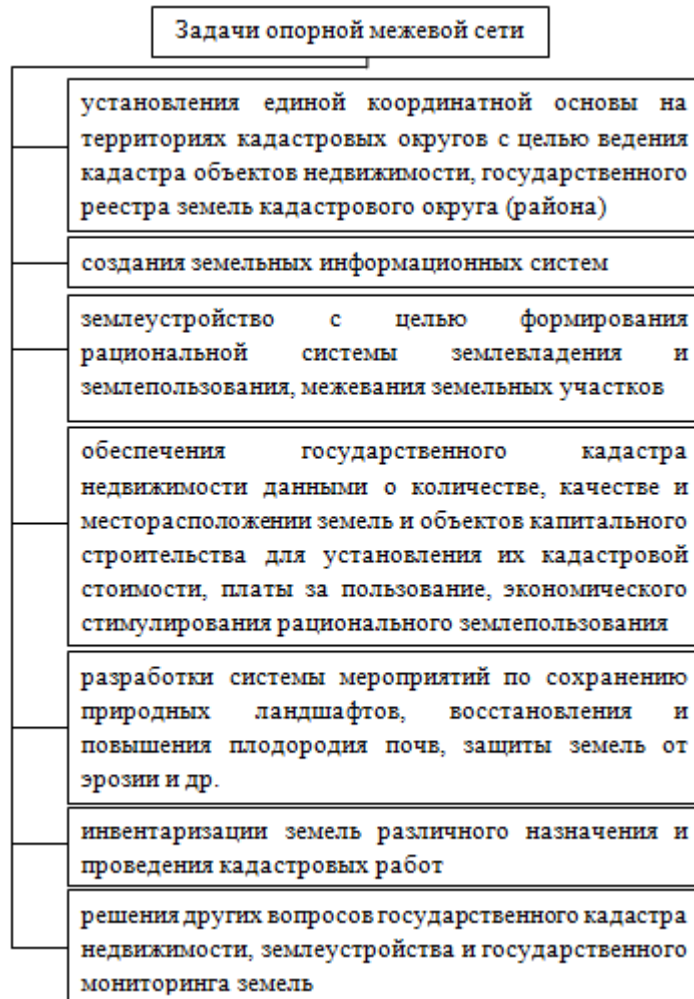 Задачи опорной межевой сети
установления единой координатной основы на
территориях кадастровых округов с целью ведения
кадастра объектов недвижимости, государственного
реестра земель кадастрового округа (района)
создания земельных информационных систем
землеустройство с целью формирования
рациональной системы землевладения и
землепользования, межевания земельных участков
обеспечения государственного кадастра
недвижимости данными о количестве, качестве и
месторасположении земель и объектов капитального
строительства для установления их кадастровой
стоимости, платы за пользование, экономического
стимулирования рационального землепользования
разработки системы мероприятий по сохранению
природных ландшафтов, восстановления и
повышения плодородия почв, защиты земель от
эрозии и др.
инвентаризации земель различного назначения и
проведения кадастровых работ
решения других вопросов государственного кадастра
недвижимости, землеустройства и государственного
мониторинга земель